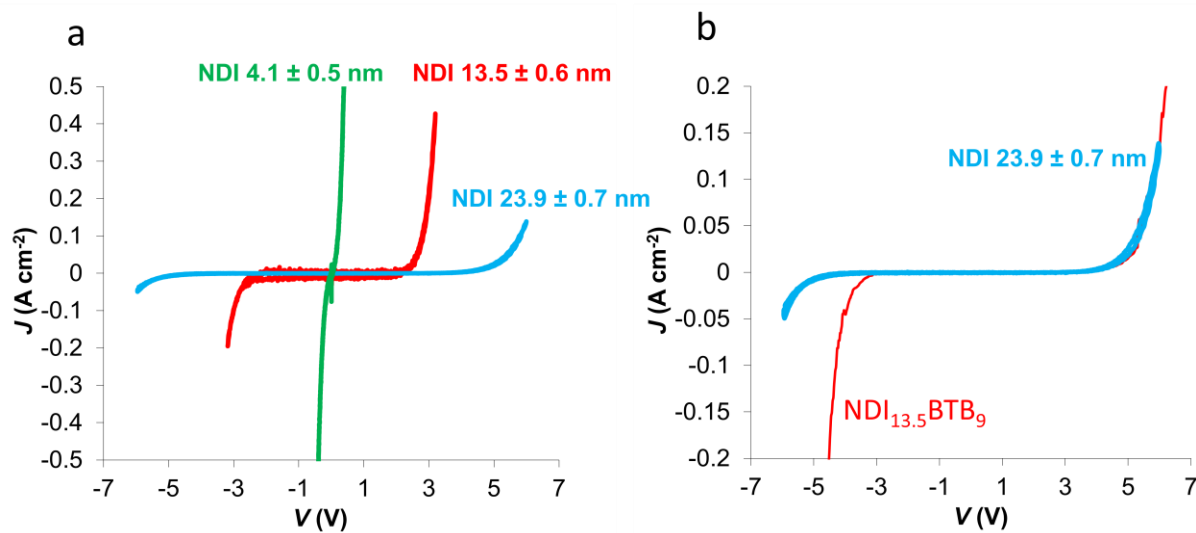 a
NDI 4.1 ± 0.5 nm
NDI 13.5 ± 0.6 nm
NDI 23.9 ± 0.7 nm
0.5
0.4
0.3
0.2
0.1
0
-0.1
-0.2
-0.3
-0.4
-0.5
J (A cm⁻²)
-7 -5 -3 -1 1 3 5 7
V (V)
b
NDI 23.9 ± 0.7 nm
NDI₁₃.₅BTB₉
0.2
0.15
0.1
0.05
0
-0.05
-0.1
-0.15
-0.2
J (A cm⁻²)
-7 -5 -3 -1 1 3 5 7
V (V)